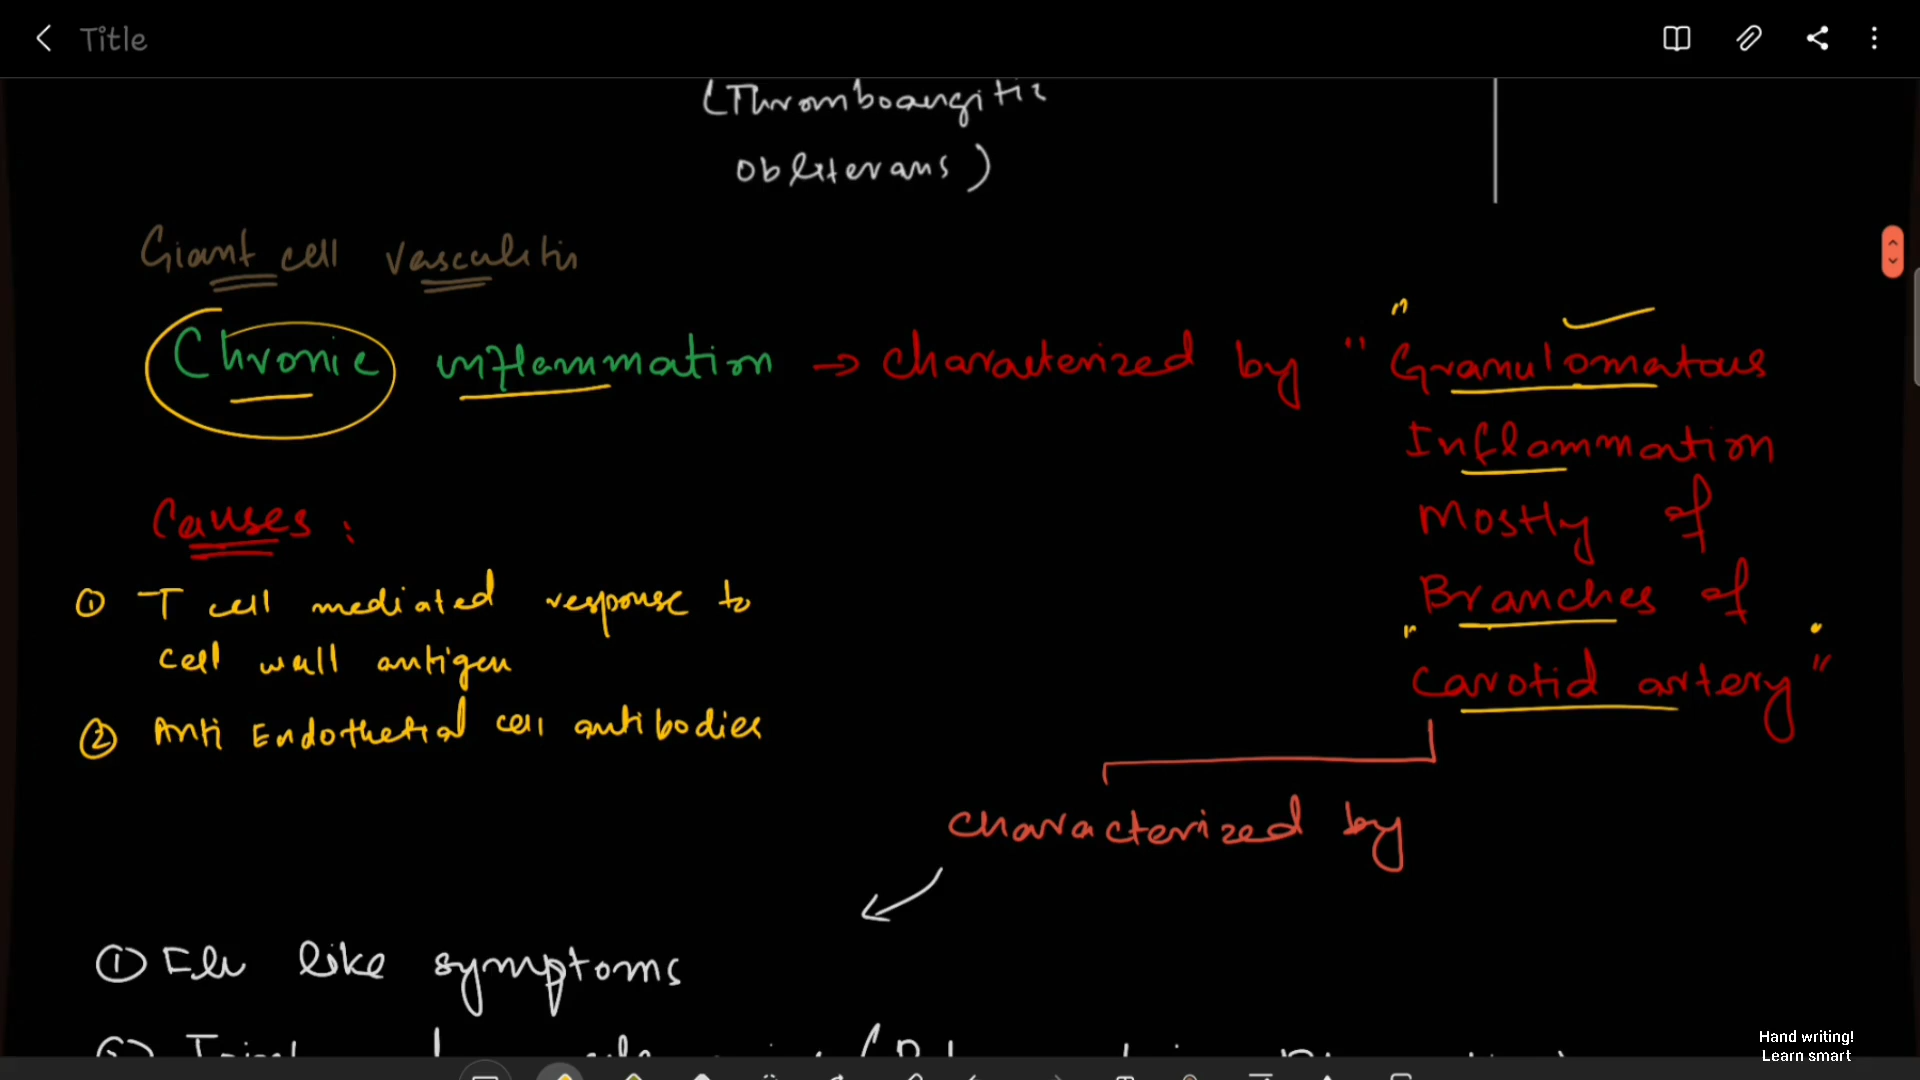 Title
(Thromboangitis
obliterans)
Giant cell vasculitis
Chronic inflammation → characterized by "Granulomatous
Inflammation
Mostly of
Branches of
Carotid artery"
Causes:
① T cell mediated response to
cell wall antigen
② Anti Endothelial cell antibodies
characterized by
① Flu like symptoms
Hand writing!
Learn smart